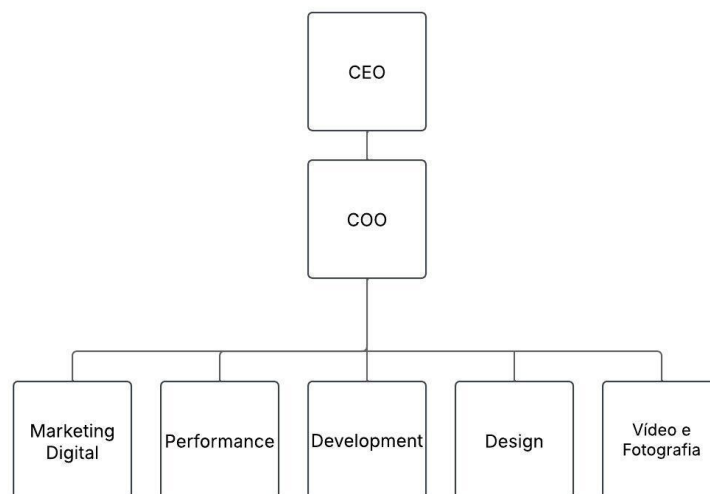 CEO
COO
Marketing
Digital
Performance
Development
Design
Vídeo e
Fotografia